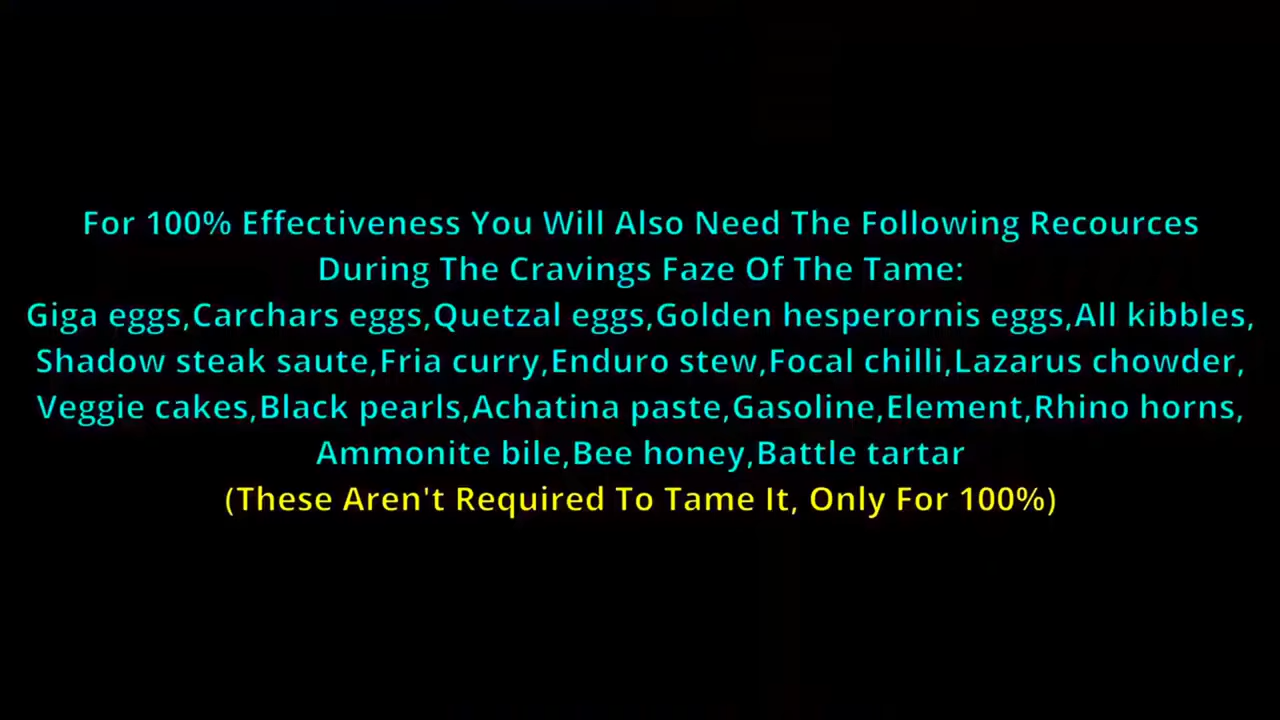 For 100% Effectiveness You Will Also Need The Following Recources
During The Cravings Faze Of The Tame:
Giga eggs,Carchars eggs,Quetzal eggs,Golden hesperornis eggs,All kibbles,
Shadow steak saute,Fria curry,Enduro stew,Focal chilli,Lazarus chowder,
Veggie cakes,Black pearls,Achatina paste,Gasoline,Element,Rhino horns,
Ammonite bile,Bee honey,Battle tartar
(These Aren't Required To Tame It, Only For 100%)